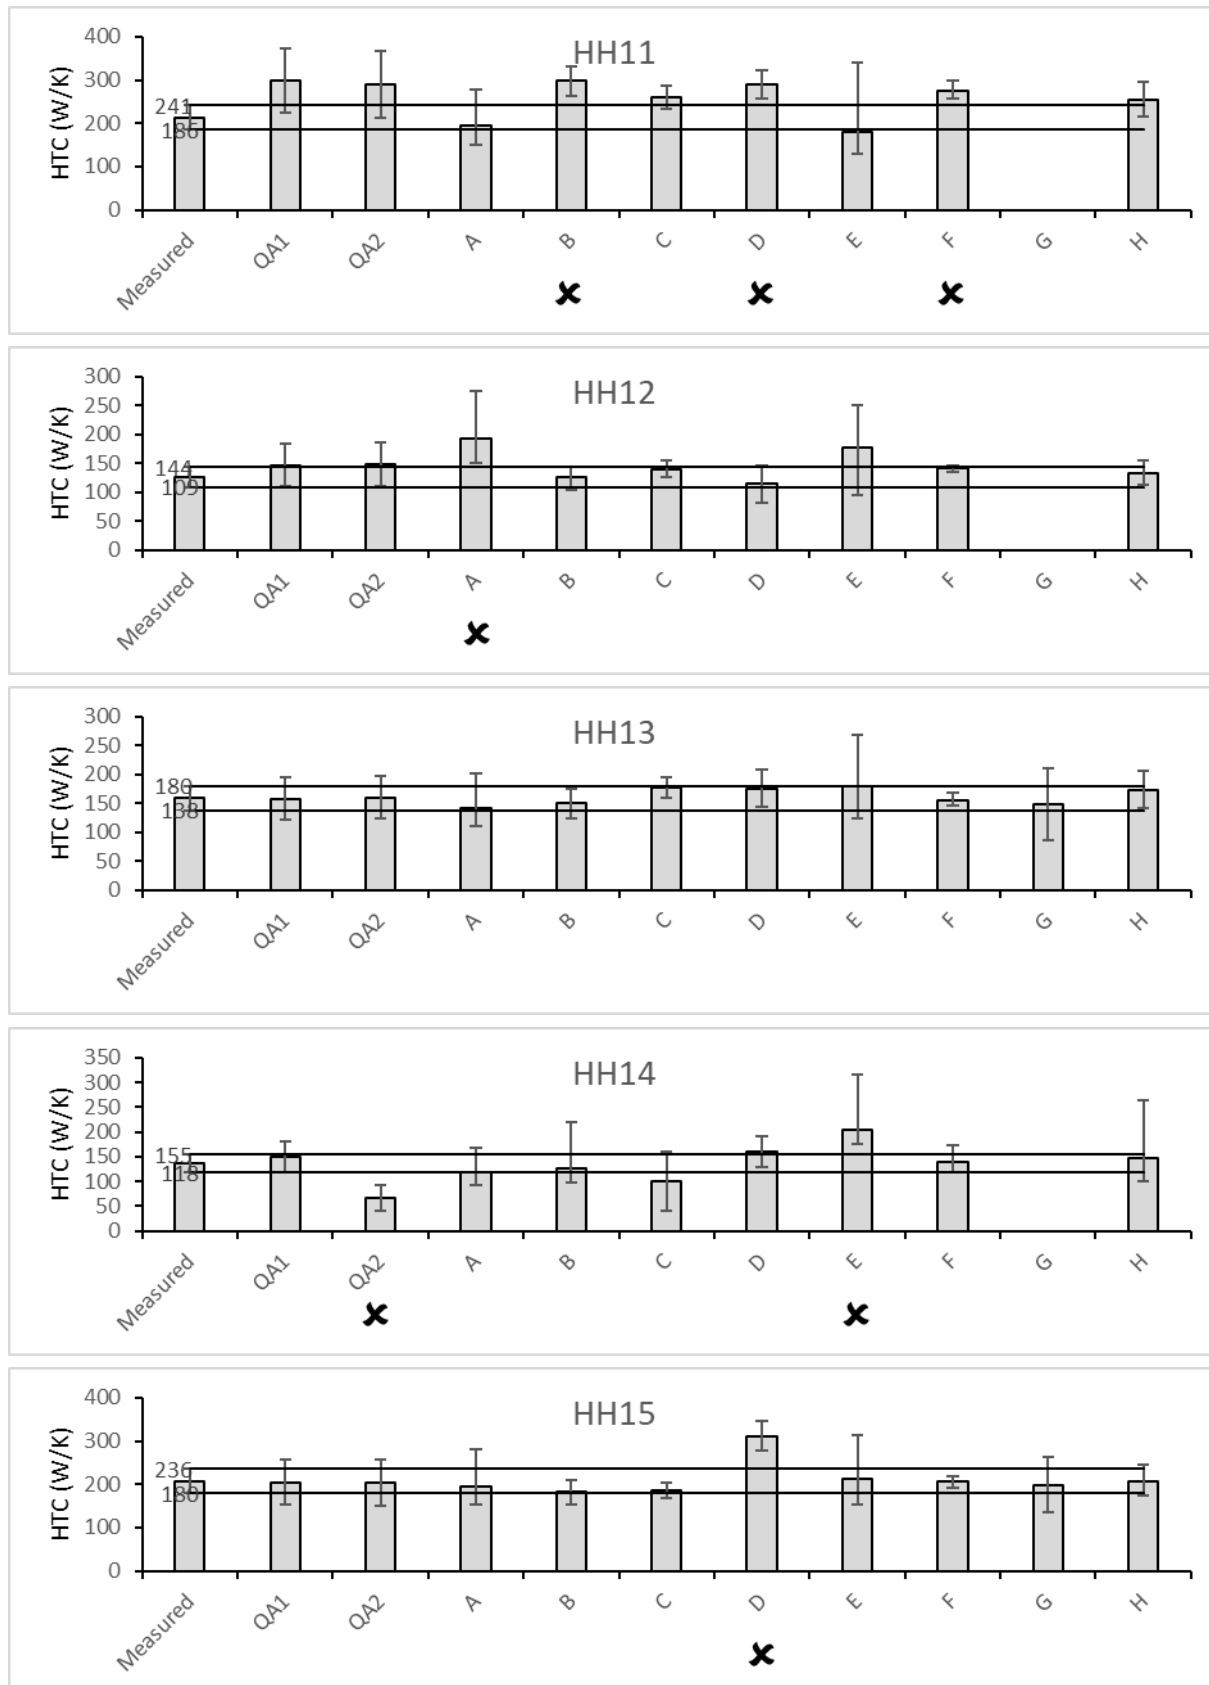 HH11
HTC (W/K)
400
300
200
100
0
241
186
Measured QA1 QA2 A B C D E F G H
✘ ✘ ✘
HH12
HTC (W/K)
300
250
200
150
100
50
0
144
109
Measured QA1 QA2 A B C D E F G H
✘
HH13
HTC (W/K)
300
250
200
150
100
50
0
180
138
Measured QA1 QA2 A B C D E F G H
HH14
HTC (W/K)
350
300
250
200
150
100
50
0
155
118
Measured QA1 QA2 A B C D E F G H
✘ ✘
HH15
HTC (W/K)
400
300
200
100
0
236
180
Measured QA1 QA2 A B C D E F G H
✘